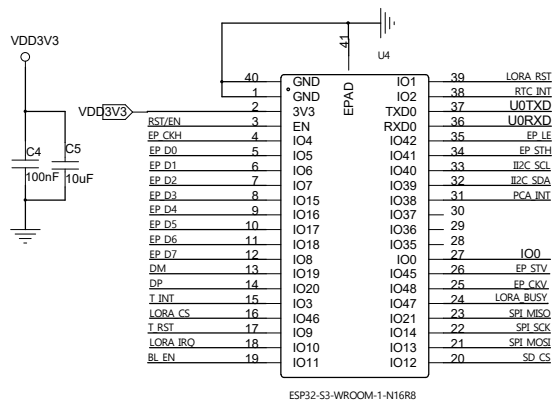 VDD3V3
C4
100nF
C5
10uF
VDD3V3
U4
41
EPAD
40 GND IO1 39 LORA RST
1 GND IO2 38 RTC INT
2 3V3 TXD0 37 U0TXD
RST/EN 3 EN RXD0 36 U0RXD
EP CKH 4 IO4 IO42 35 EP LE
EP D0 5 IO5 IO41 34 EP STH
EP D1 6 IO6 IO40 33 II2C SCL
EP D2 7 IO7 IO39 32 II2C SDA
EP D3 8 IO15 IO38 31 PCA INT
EP D4 9 IO16 IO37 30
EP D5 10 IO17 IO36 29
EP D6 11 IO18 IO35 28
EP D7 12 IO8 IO0 27 IO0
DM 13 IO19 IO45 26 EP STV
DP 14 IO20 IO48 25 EP_CKV
T INT 15 IO3 IO47 24 LORA_BUSY
LORA CS 16 IO46 IO21 23 SPI MISO
T RST 17 IO9 IO14 22 SPI SCK
LORA IRQ 18 IO10 IO13 21 SPI MOSI
BL EN 19 IO11 IO12 20 SD CS
ESP32-S3-WROOM-1-N16R8